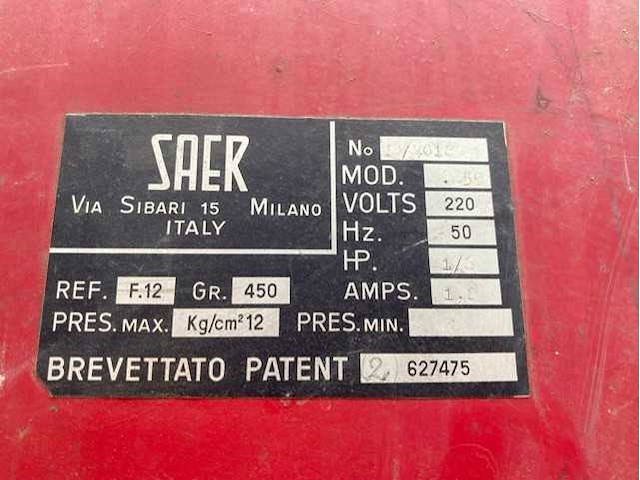 SAER
VIA SIBARI 15 MILANO
ITALY
No
MOD.
VOLTS 220
Hz. 50
HP.
REF. F.12 GR. 450 AMPS.
PRES. MAX. Kg/cm² 12 PRES. MIN.
BREVETTATO PATENT 2) 627475